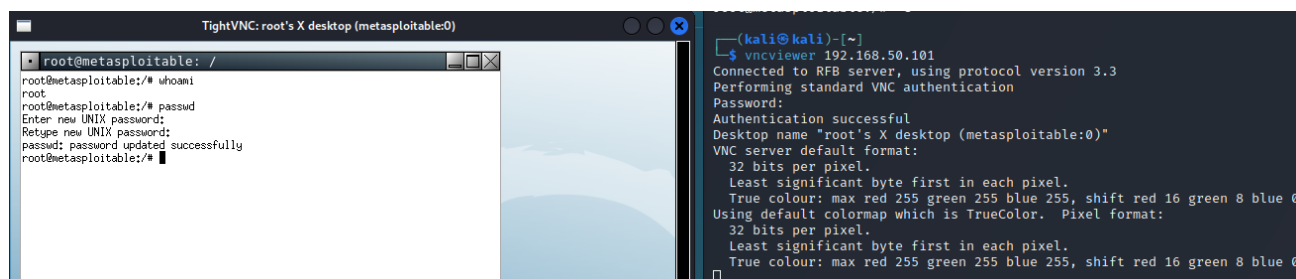 TightVNC: root's X desktop (metasploitable:0)
root@metasploitable: /
root@metasploitable:/# whoami
root
root@metasploitable:/# passwd
Enter new UNIX password:
Retype new UNIX password:
passwd: password updated successfully
root@metasploitable:/#
(kali㉿kali)-[~]
$ vncviewer 192.168.50.101
Connected to RFB server, using protocol version 3.3
Performing standard VNC authentication
Password:
Authentication successful
Desktop name "root's X desktop (metasploitable:0)"
VNC server default format:
32 bits per pixel.
Least significant byte first in each pixel.
True colour: max red 255 green 255 blue 255, shift red 16 green 8 blue 0
Using default colormap which is TrueColor. Pixel format:
32 bits per pixel.
Least significant byte first in each pixel.
True colour: max red 255 green 255 blue 255, shift red 16 green 8 blue 0